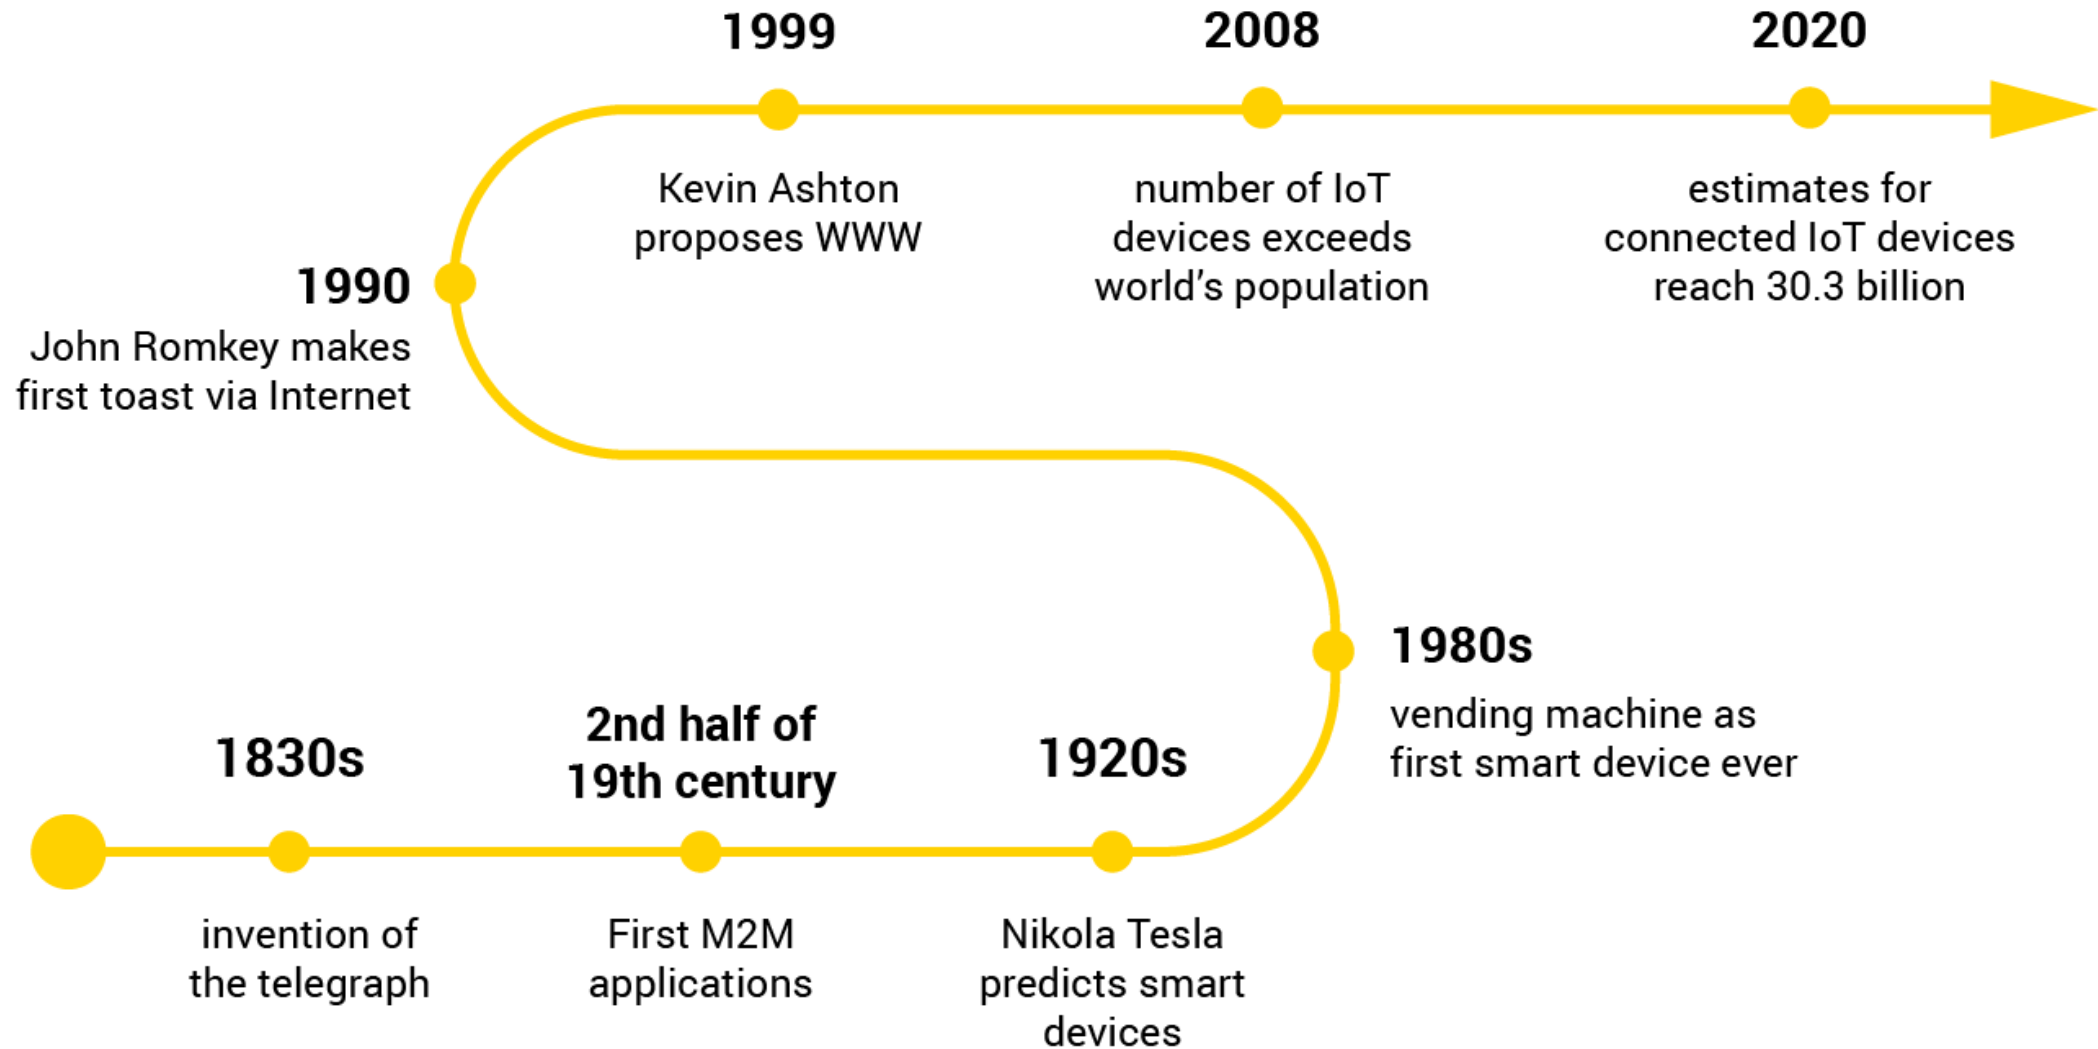 1999
Kevin Ashton
proposes WWW
2008
number of IoT
devices exceeds
world's population
2020
estimates for
connected IoT devices
reach 30.3 billion
1990
John Romkey makes
first toast via Internet
1980s
vending machine as
first smart device ever
1830s
invention of
the telegraph
2nd half of
19th century
First M2M
applications
1920s
Nikola Tesla
predicts smart
devices